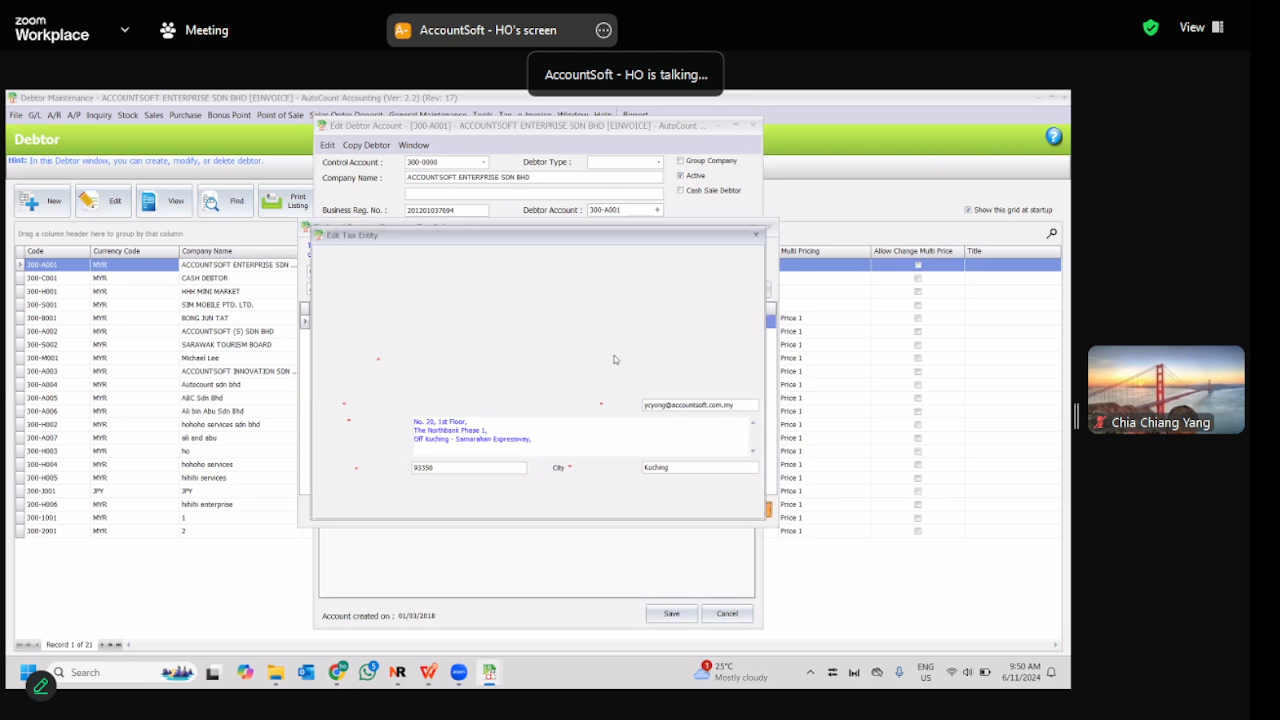 zoom
Workplace
Meeting
A-
AccountSoft - HO's screen
View
AccountSoft - HO is talking...
Debtor Maintenance - ACCOUNTSOFT ENTERPRISE SDN BHD [EINVOICE] - AutoCount Accounting (Ver: 2.2) (Rev: 17)
File G/L A/R A/P Inquiry Stock Sales Purchase Bonus Point Point of Sale Sales Order Deposit General Maintenance Tools Tax e-Invoice Window Help Report
Debtor
Hint: In this Debtor window, you can create, modify, or delete debtor.
New
Edit
View
Find
Print Listing
Show this grid at startup
Drag a column header here to group by that column
Code Currency Code Company Name Multi Pricing Allow Change Multi Price Title
300-A001 MYR ACCOUNTSOFT ENTERPRISE SDN ...
300-C001 MYR CASH DEBTOR
300-H001 MYR HHH MINI MARKET
300-S001 MYR SIM MOBILE PTD. LTD.
300-B001 MYR BONG JUN TAT Price 1
300-A002 MYR ACCOUNTSOFT (S) SDN BHD Price 1
300-S002 MYR SARAWAK TOURISM BOARD Price 1
300-M001 MYR Michael Lee Price 1
300-A003 MYR ACCOUNTSOFT INNOVATION SDN ... Price 1
300-A004 MYR Autocount sdn bhd Price 1
300-A005 MYR ABC Sdn Bhd Price 1
300-A006 MYR Ali bin Abu Sdn Bhd Price 1
300-H002 MYR hohoho services sdn bhd Price 1
300-A007 MYR ali and abu Price 1
300-H003 MYR ho Price 1
300-H004 MYR hohoho services Price 1
300-H005 MYR hihihi services Price 1
300-J001 JPY JPY Price 1
300-H006 MYR hihihi enterprise Price 1
300-1001 MYR 1 Price 1
300-2001 MYR 2 Price 1
Record 1 of 21
Edit Debtor Account - [300-A001] - ACCOUNTSOFT ENTERPRISE SDN BHD [EINVOICE] - AutoCount ...
Edit Copy Debtor Window
Control Account : 300-0000 Debtor Type : Group Company
Company Name : ACCOUNTSOFT ENTERPRISE SDN BHD Active
Cash Sale Debtor
Business Reg. No. : 201201037694 Debtor Account : 300-A001
Edit Tax Entity
* 
* * ycyong@accountsoft.com.my
* No. 20, 1st Floor,
The Northbank Phase 1,
Off Kuching - Samarahan Expressway,
* 93350 City * Kuching
Account created on : 01/03/2018
Save
Cancel
Chia Chiang Yang
Search
5
1
25°C
Mostly cloudy
ENG
US
9:50 AM
6/11/2024